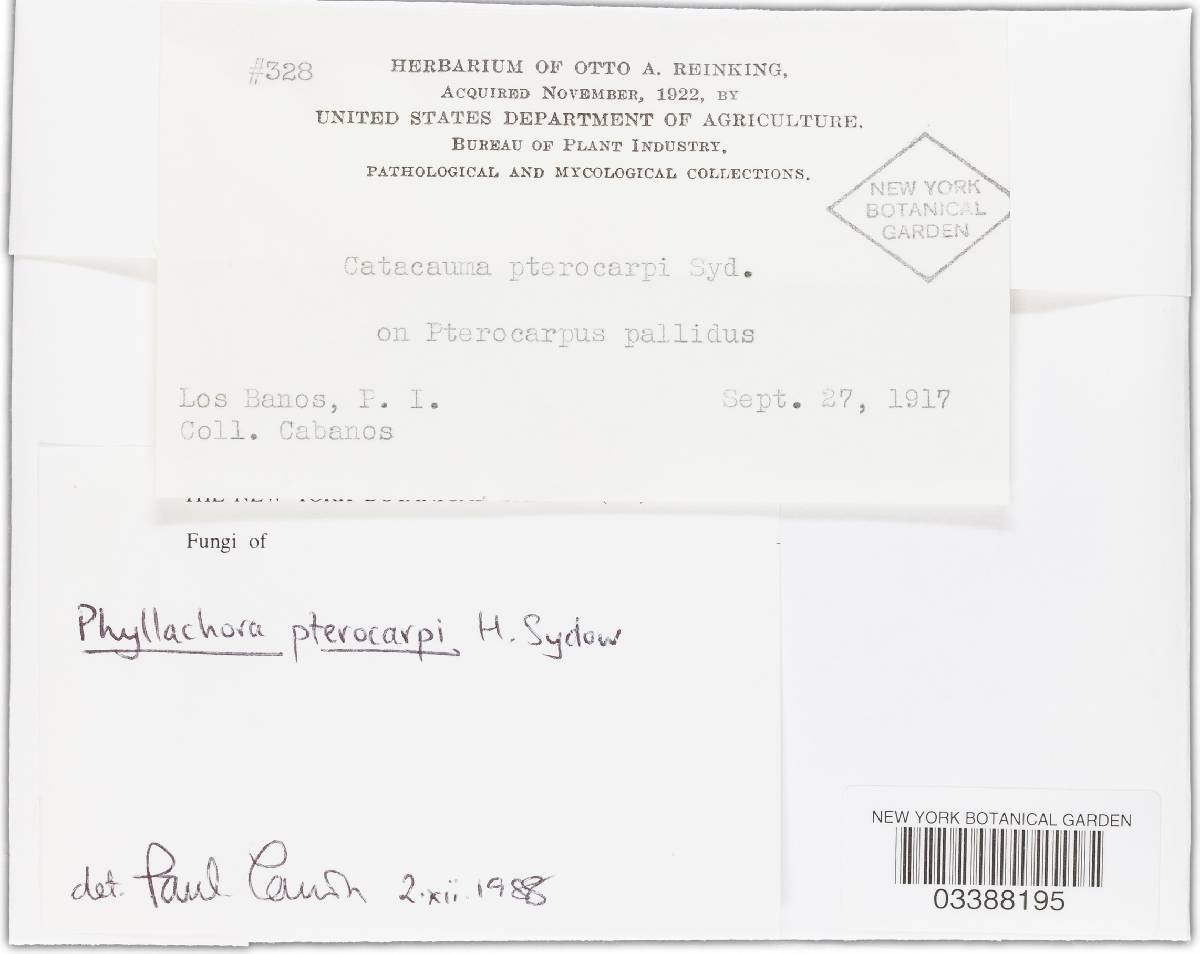 #328
HERBARIUM OF OTTO A. REINKING,
ACQUIRED NOVEMBER, 1922, BY
UNITED STATES DEPARTMENT OF AGRICULTURE.
BUREAU OF PLANT INDUSTRY.
PATHOLOGICAL AND MYCOLOGICAL COLLECTIONS.
NEW YORK
BOTANICAL
GARDEN
Catacauma pterocarpi Syd.
on Pterocarpus pallidus
Los Banos, P. I.
Sept. 27, 1917
Coll. Cabanos
Fungi of
Phyllachora pterocarpi H. Sydow
det. Paul Cannon 2.xii.1988
NEW YORK BOTANICAL GARDEN
03388195